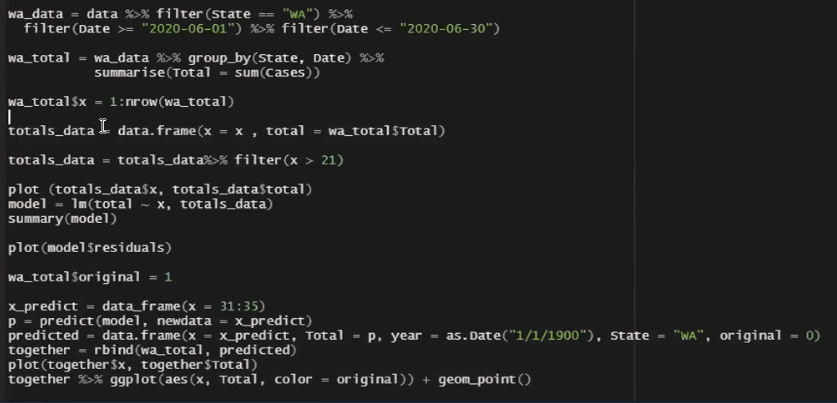 wa_data = data %>% filter(State == "WA") %>%
filter(Date >= "2020-06-01") %>% filter(Date <= "2020-06-30")
wa_total = wa_data %>% group_by(State, Date) %>%
summarise(Total = sum(Cases))
wa_total$x = 1:nrow(wa_total)
totals_data = data.frame(x = x , total = wa_total$Total)
totals_data = totals_data%>% filter(x > 21)
plot (totals_data$x, totals_data$total)
model = lm(total ~ x, totals_data)
summary(model)
plot(model$residuals)
wa_total$original = 1
x_predict = data_frame(x = 31:35)
p = predict(model, newdata = x_predict)
predicted = data.frame(x = x_predict, Total = p, year = as.Date("1/1/1900"), State = "WA", original = 0)
together = rbind(wa_total, predicted)
plot(together$x, together$Total)
together %>% ggplot(aes(x, Total, color = original)) + geom_point()